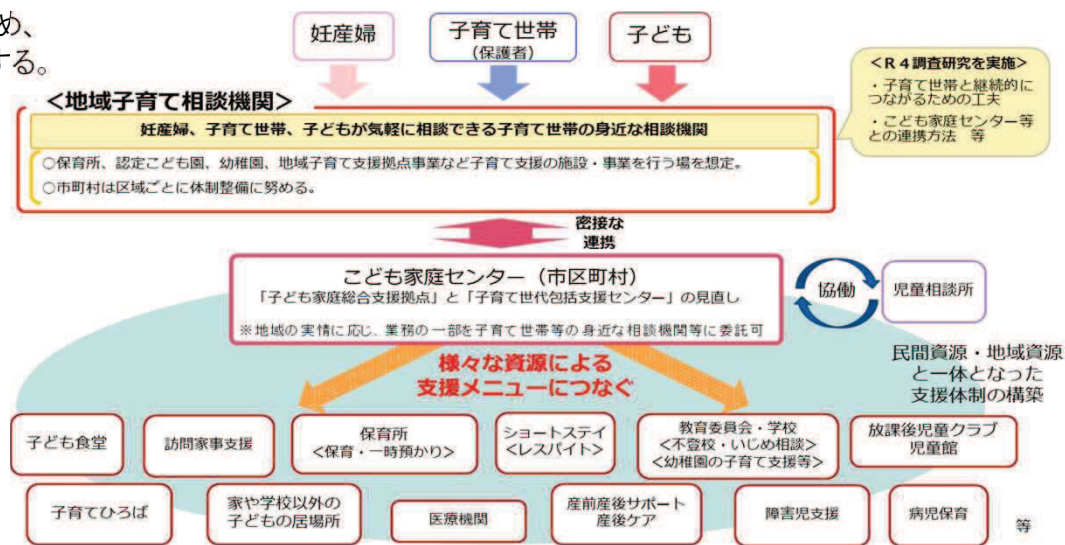 め、
する。
妊産婦
子育て世帯
(保護者)
子ども
<R4調査研究を実施>
・子育て世帯と継続的に
つながるための工夫
・こども家庭センター等
との連携方法 等
<地域子育て相談機関>
妊産婦、子育て世帯、子どもが気軽に相談できる子育て世帯の身近な相談機関
○保育所、認定こども園、幼稚園、地域子育て支援拠点事業など子育て支援の施設・事業を行う場を想定。
○市町村は区域ごとに体制整備に努める。
密接な
連携
こども家庭センター(市区町村)
「子ども家庭総合支援拠点」と「子育て世代包括支援センター」の見直し
※地域の実情に応じ、業務の一部を子育て世帯等の身近な相談機関等に委託可
協働
児童相談所
様々な資源による
支援メニューにつなぐ
民間資源・地域資源
と一体となった
支援体制の構築
子ども食堂
訪問家事支援
保育所
<保育・一時預かり>
ショートステイ
<レスパイト>
教育委員会・学校
<不登校・いじめ相談>
<幼稚園の子育て支援等>
放課後児童クラブ
児童館
子育てひろば
家や学校以外の
子どもの居場所
医療機関
産前産後サポート
産後ケア
障害児支援
病児保育
等